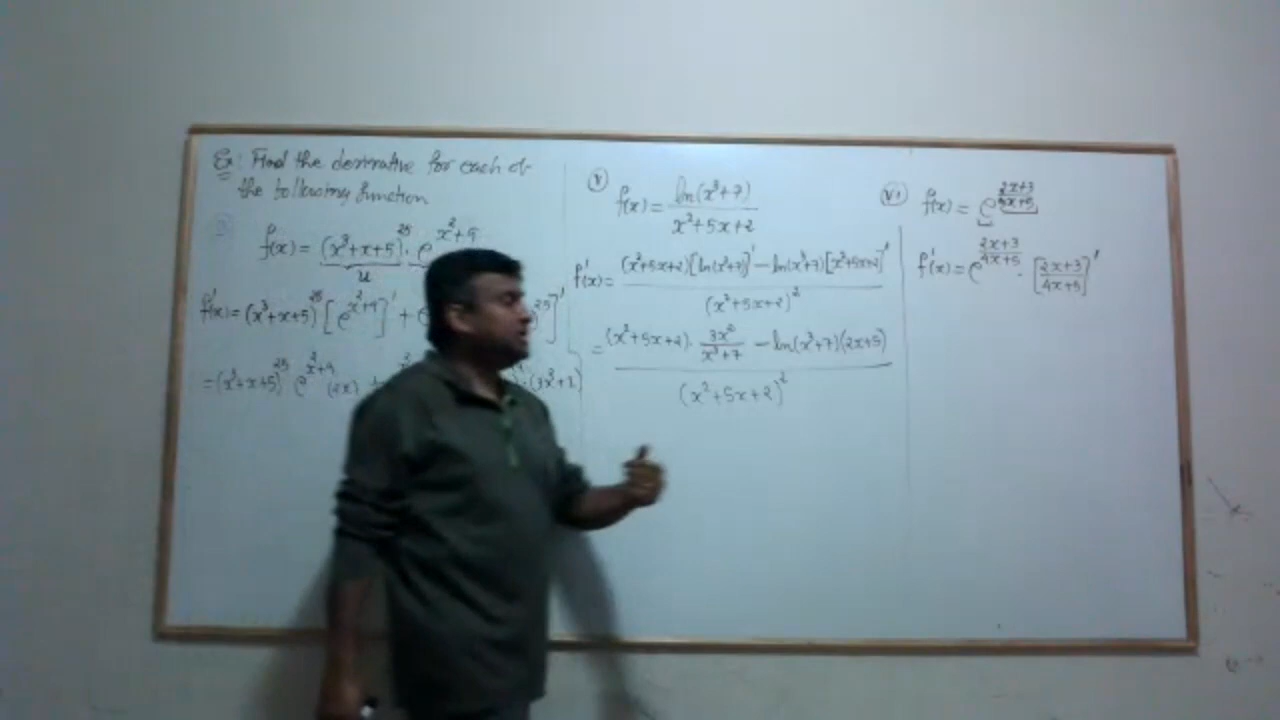 Ex: Find the derivative for each of
the following function
f(x) = (x³+x+5)²⁵ · e^(x²+9)
u
f'(x) = (x³+x+5)²⁵ [e^(x²+9)]' +
= (x³+x+5)²⁵ e^(x²+9) (2x) + · (3x²+1)
(v) f(x) = ln(x³+7) / (x²+5x+2)
f'(x) = ((x²+5x+2)[ln(x³+7)]' − ln(x³+7)[x²+5x+2]') / (x²+5x+2)²
= ((x²+5x+2) · 3x²/(x³+7) − ln(x³+7)(2x+5)) / (x²+5x+2)²
(vi) f(x) = e^((2x+3)/(4x+5))
f'(x) = e^((2x+3)/(4x+5)) · [(2x+3)/(4x+5)]'